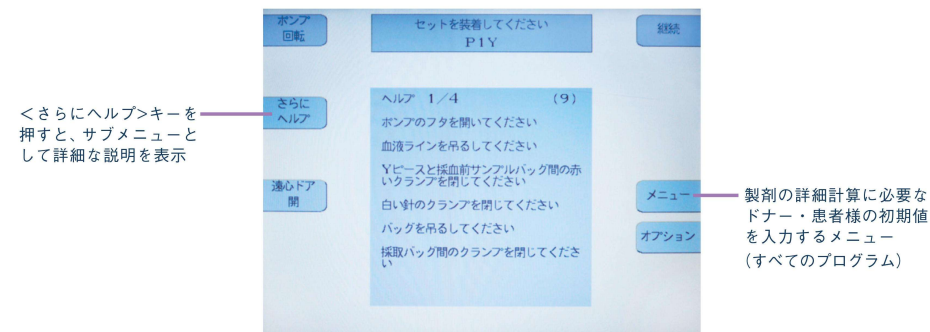 ポンプ
回転
セットを装着してください
P1Y
継続
<さらにヘルプ>キーを
押すと、サブメニューと
して詳細な説明を表示
さらに
ヘルプ
ヘルプ 1/4 (9)
ポンプのフタを開いてください
血液ラインを吊るしてください
Yピースと採血前サンプルバッグ間の赤
いクランプを閉じてください
白い針のクランプを閉じてください
バッグを吊るしてください
採取バッグ間のクランプを閉じてくださ
い
遠心ドア
開
メニュー
オプション
製剤の詳細計算に必要な
ドナー・患者様の初期値
を入力するメニュー
(すべてのプログラム)